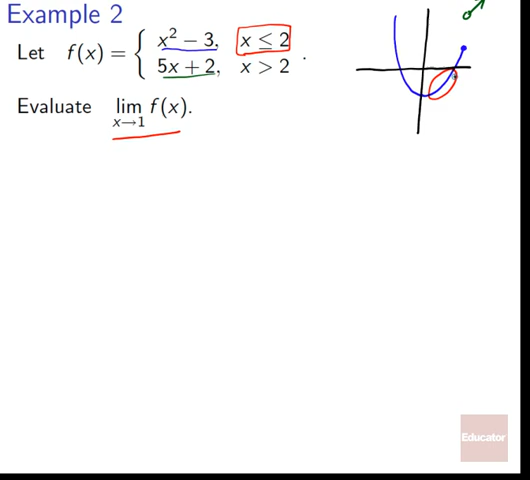 Example 2
Let f(x) = { x² − 3, x ≤ 2
5x + 2, x > 2 .
Evaluate lim f(x).
x→1
Educator